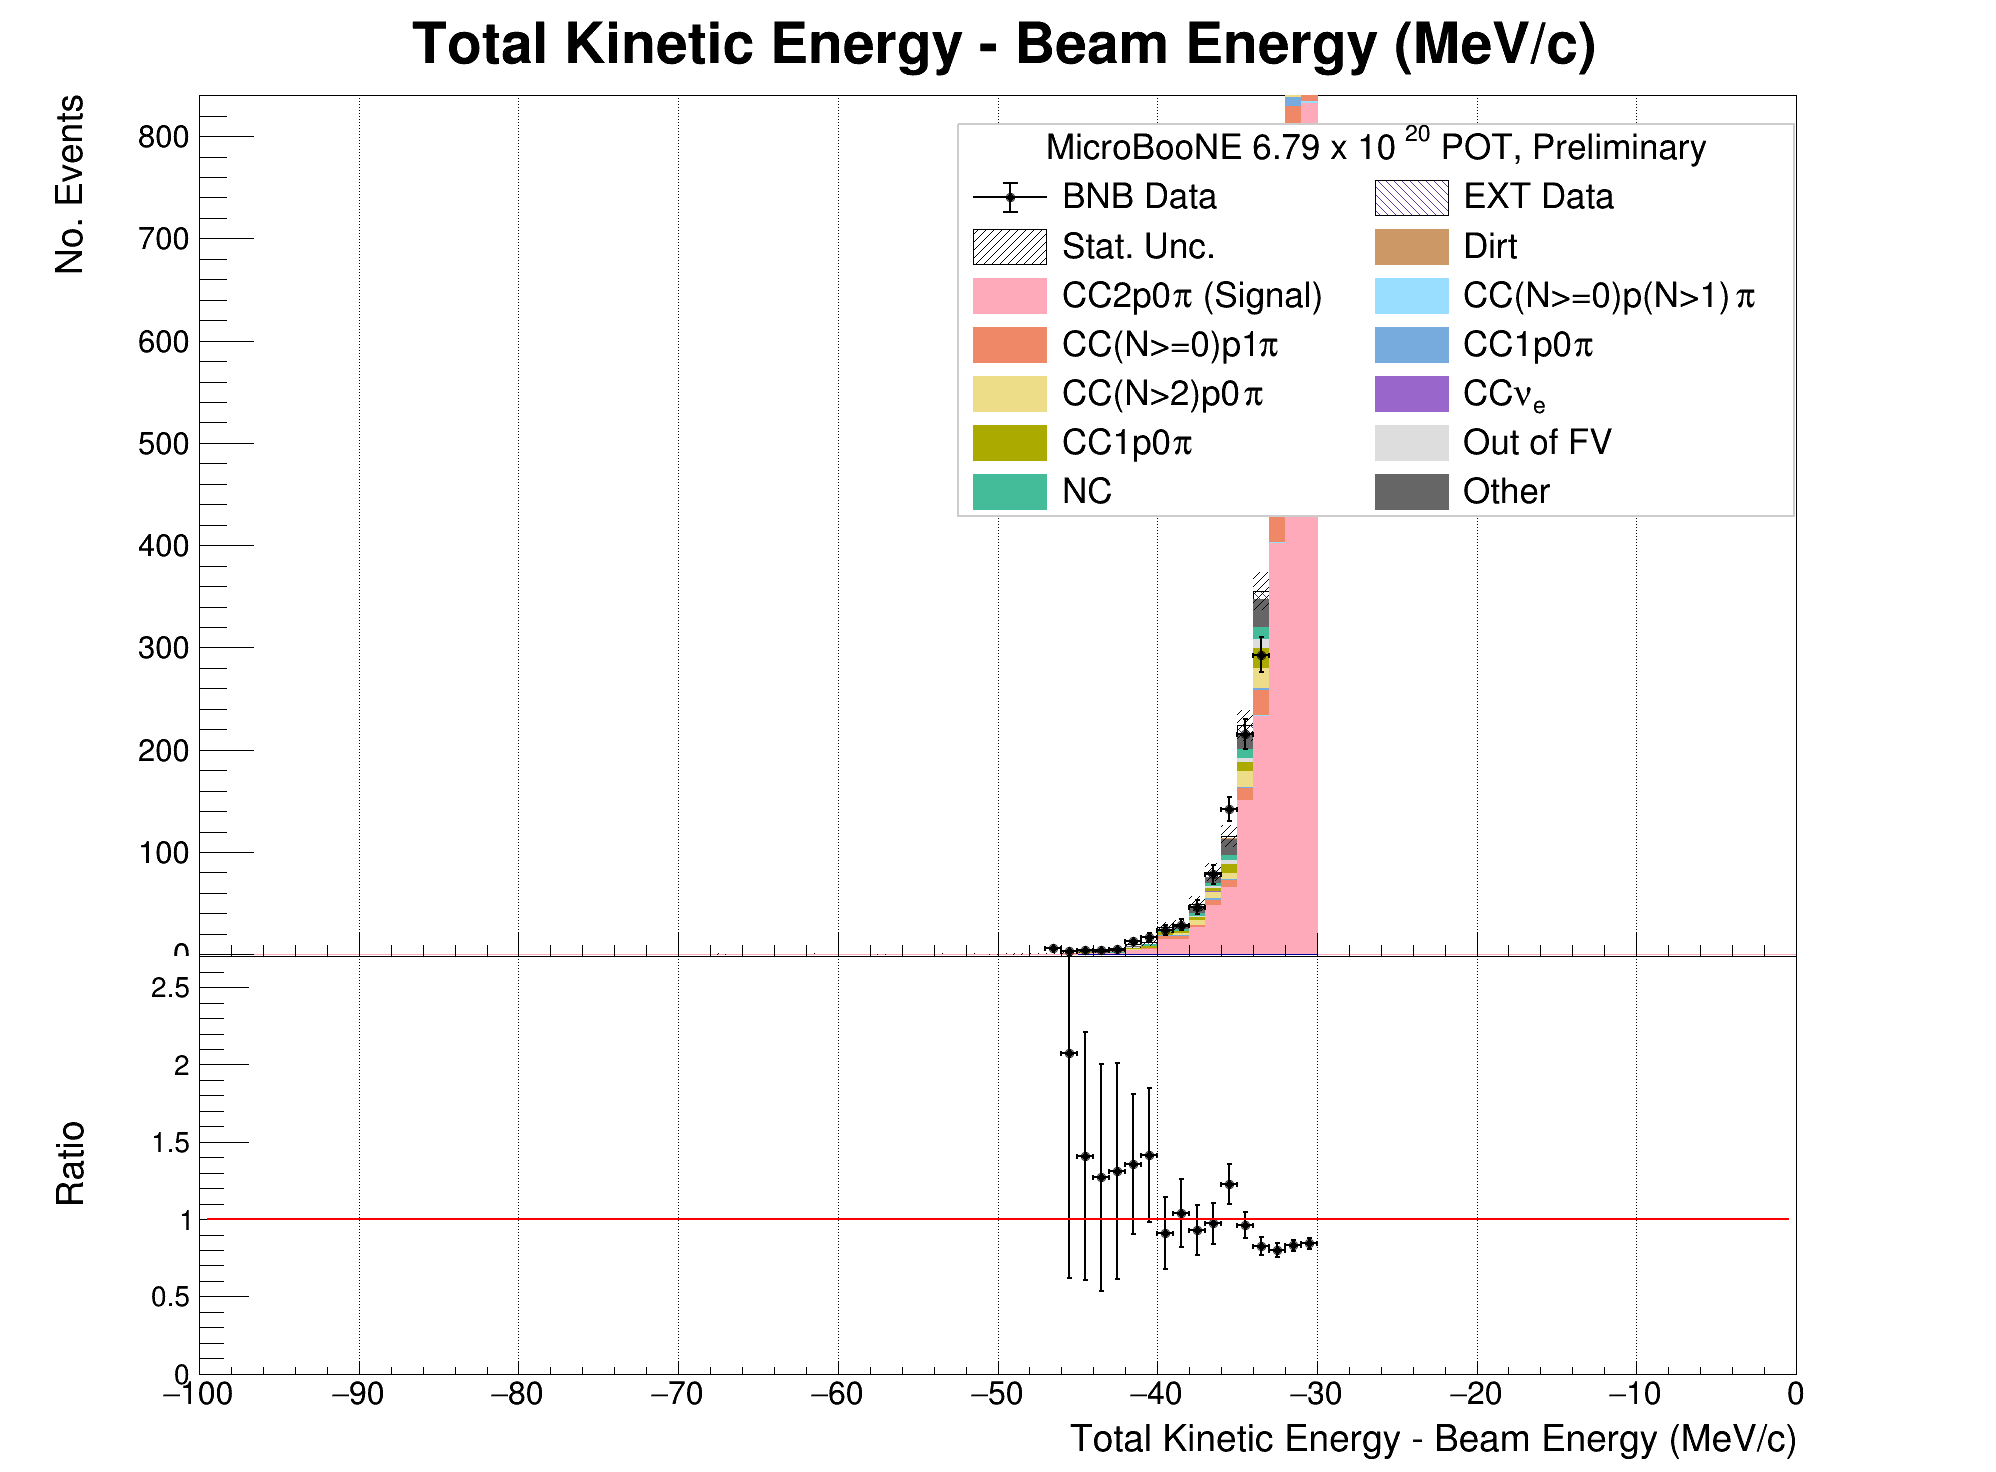 Total Kinetic Energy - Beam Energy (MeV/c)
No. Events
800
700
600
500
400
300
200
100
0
MicroBooNE 6.79 x 10 20 POT, Preliminary
BNB Data
EXT Data
Stat. Unc.
Dirt
CC2p0π (Signal)
CC(N>=0)p(N>1)π
CC(N>=0)p1π
CC1p0π
CC(N>2)p0π
CCνe
CC1p0π
Out of FV
NC
Other
Ratio
2.5
2
1.5
1
0.5
0
−100 −90 −80 −70 −60 −50 −40 −30 −20 −10 0
Total Kinetic Energy - Beam Energy (MeV/c)